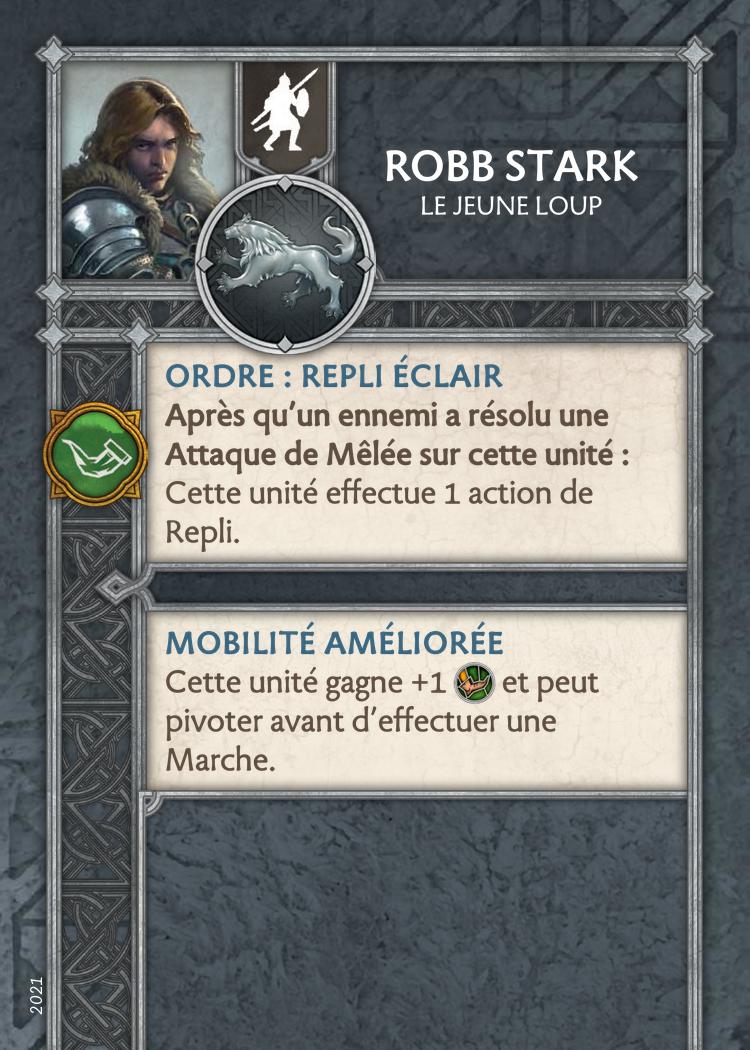 ROBB STARK
LE JEUNE LOUP
ORDRE : REPLI ÉCLAIR
Après qu’un ennemi a résolu une
Attaque de Mêlée sur cette unité :
Cette unité effectue 1 action de
Repli.
MOBILITÉ AMÉLIORÉE
Cette unité gagne +1 et peut
pivoter avant d’effectuer une
Marche.
2021